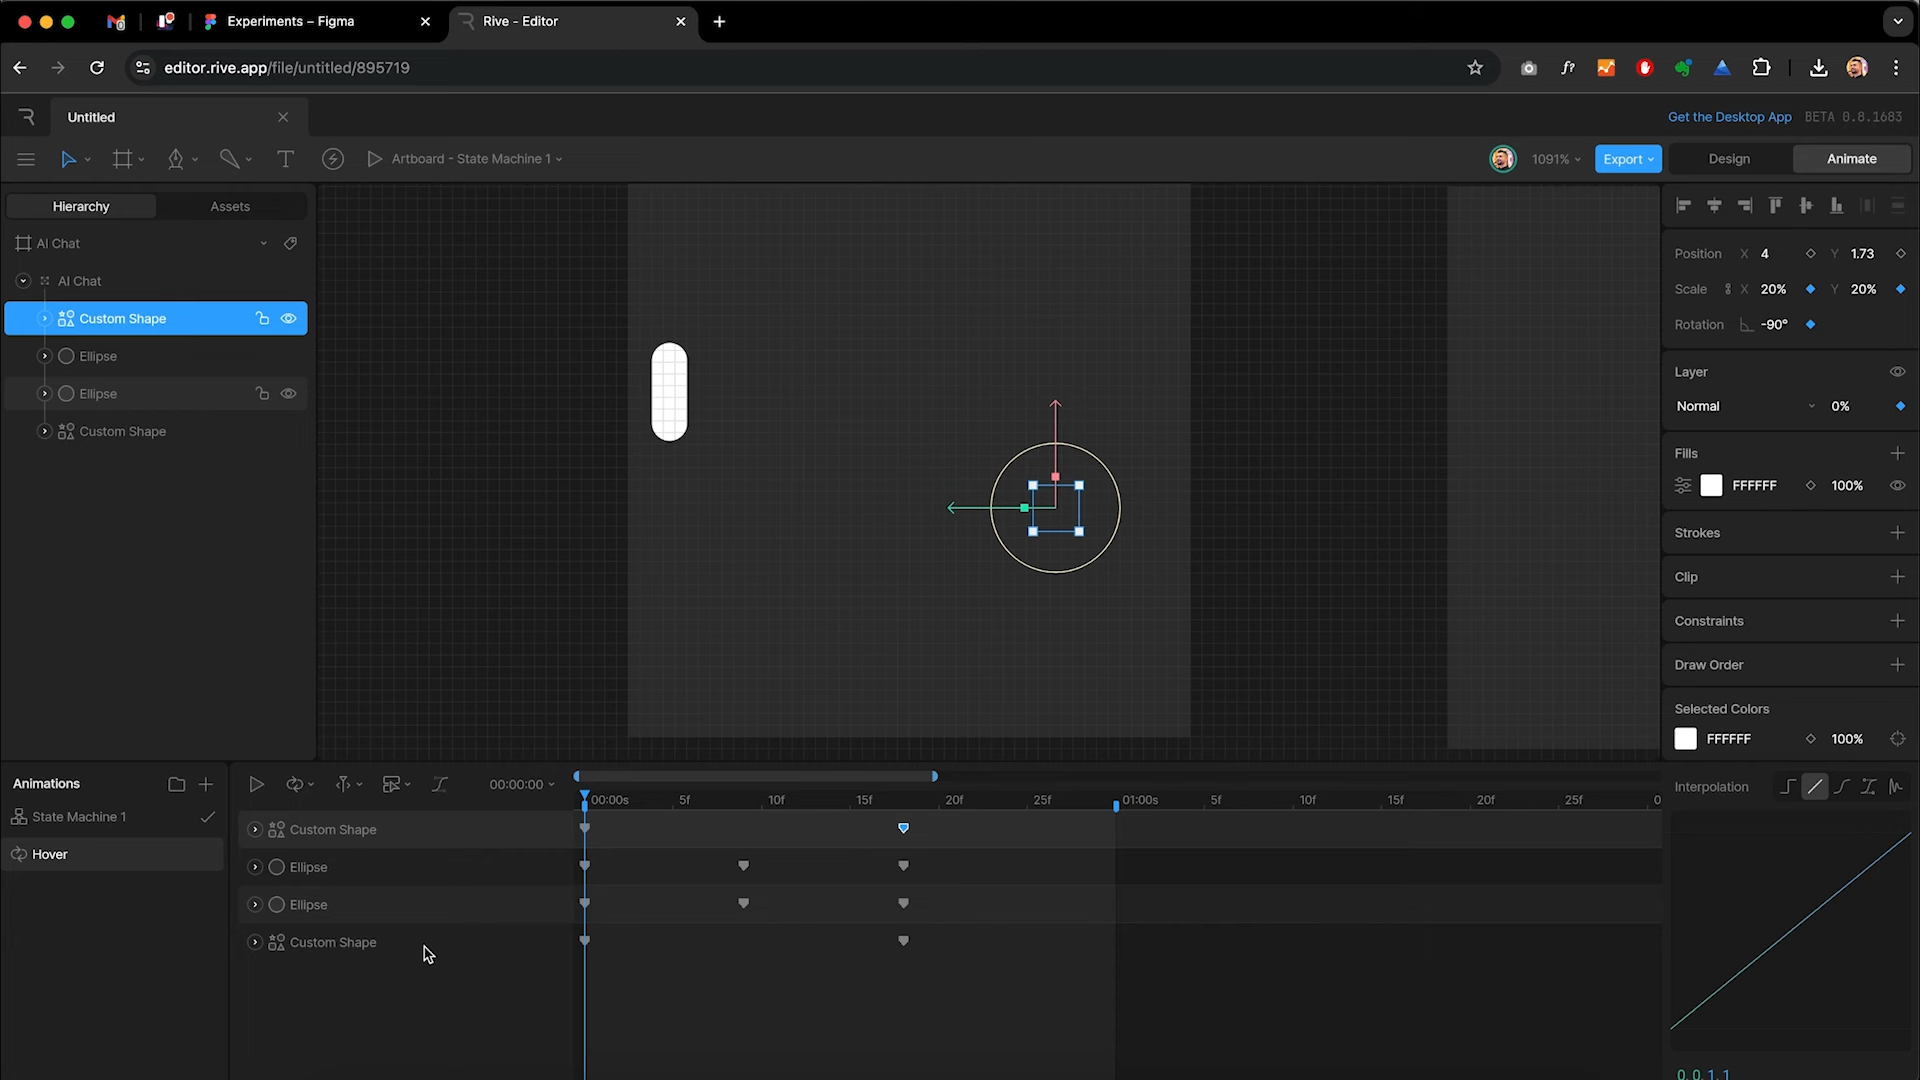 Experiments – Figma
Rive - Editor
editor.rive.app/file/untitled/895719
Untitled
Get the Desktop App BETA 0.8.1683
Artboard - State Machine 1
1091%
Export
Design
Animate
Hierarchy
Assets
AI Chat
AI Chat
Custom Shape
Ellipse
Ellipse
Custom Shape
Position X 4 Y 1.73
Scale X 20% Y 20%
Rotation -90°
Layer
Normal 0%
Fills
FFFFFF 100%
Strokes
Clip
Constraints
Draw Order
Selected Colors
FFFFFF 100%
Animations
State Machine 1
Hover
00:00:00
00:00s 5f 10f 15f 20f 25f 01:00s 5f 10f 15f 20f 25f 0
Custom Shape
Ellipse
Ellipse
Custom Shape
Interpolation
0, 0, 1, 1